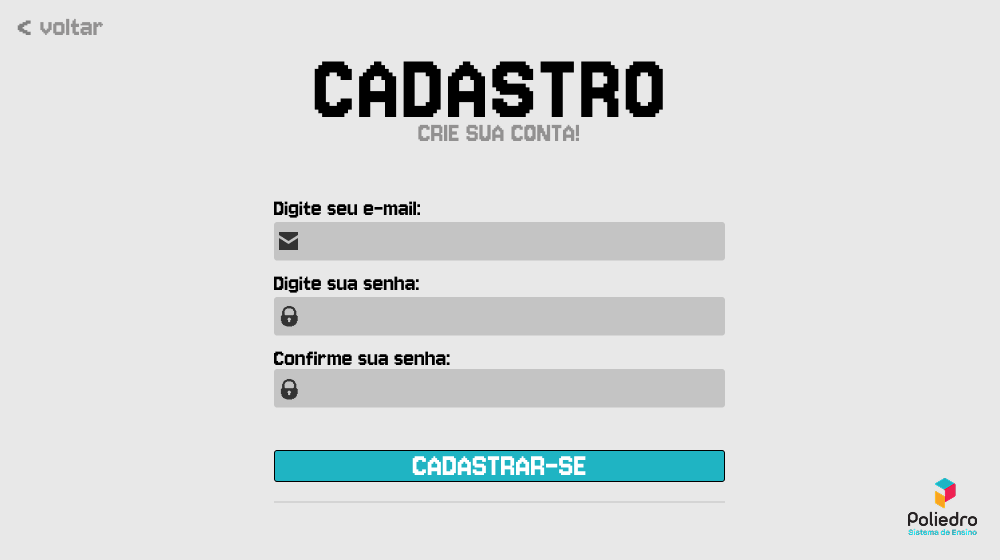 < voltar
CADASTRO
CRIE SUA CONTA!
Digite seu e-mail:
Digite sua senha:
Confirme sua senha:
CADASTRAR-SE
Poliedro
Sistema de Ensino